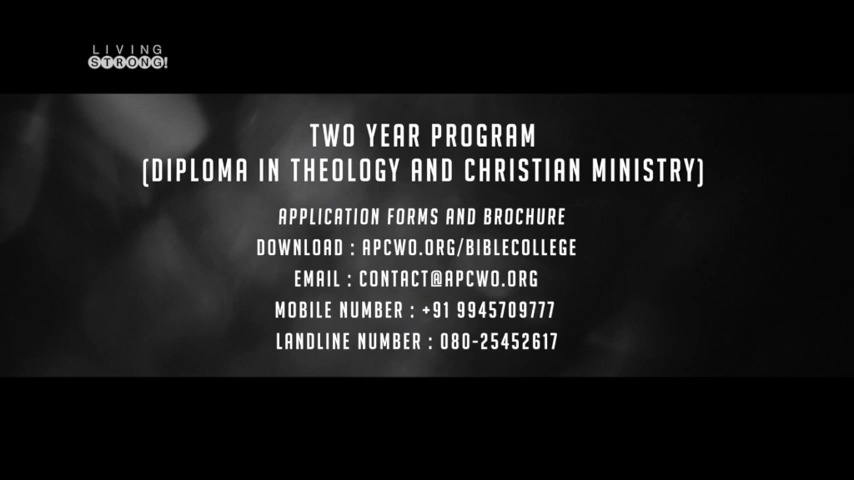 LIVING
STRONG!
TWO YEAR PROGRAM
(DIPLOMA IN THEOLOGY AND CHRISTIAN MINISTRY)
APPLICATION FORMS AND BROCHURE
DOWNLOAD : APCWO.ORG/BIBLECOLLEGE
EMAIL : CONTACT@APCWO.ORG
MOBILE NUMBER : +91 9945709777
LANDLINE NUMBER : 080-25452617